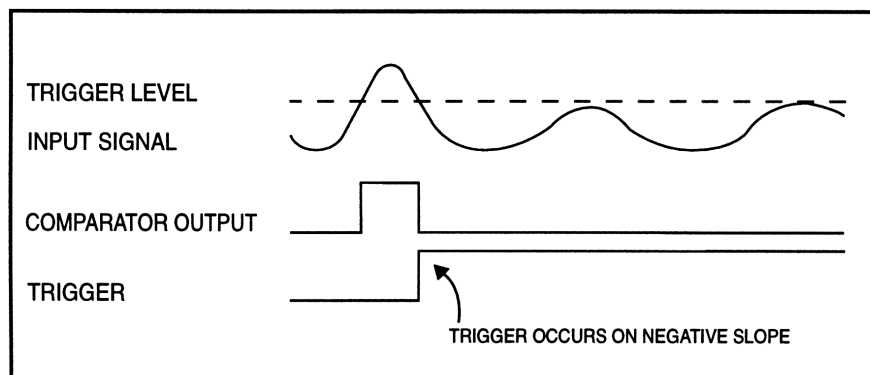 TRIGGER LEVEL
INPUT SIGNAL
COMPARATOR OUTPUT
TRIGGER
TRIGGER OCCURS ON NEGATIVE SLOPE